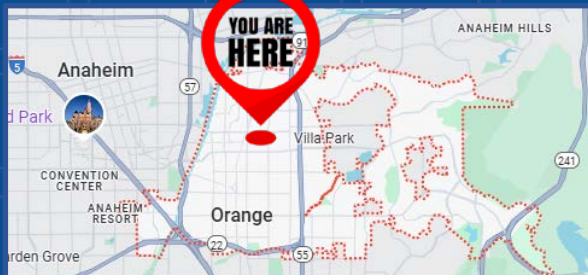 YOU ARE
HERE
91
ANAHEIM HILLS
5
Anaheim
57
d Park
Villa Park
241
CONVENTION
CENTER
ANAHEIM
RESORT
Orange
22
55
arden Grove